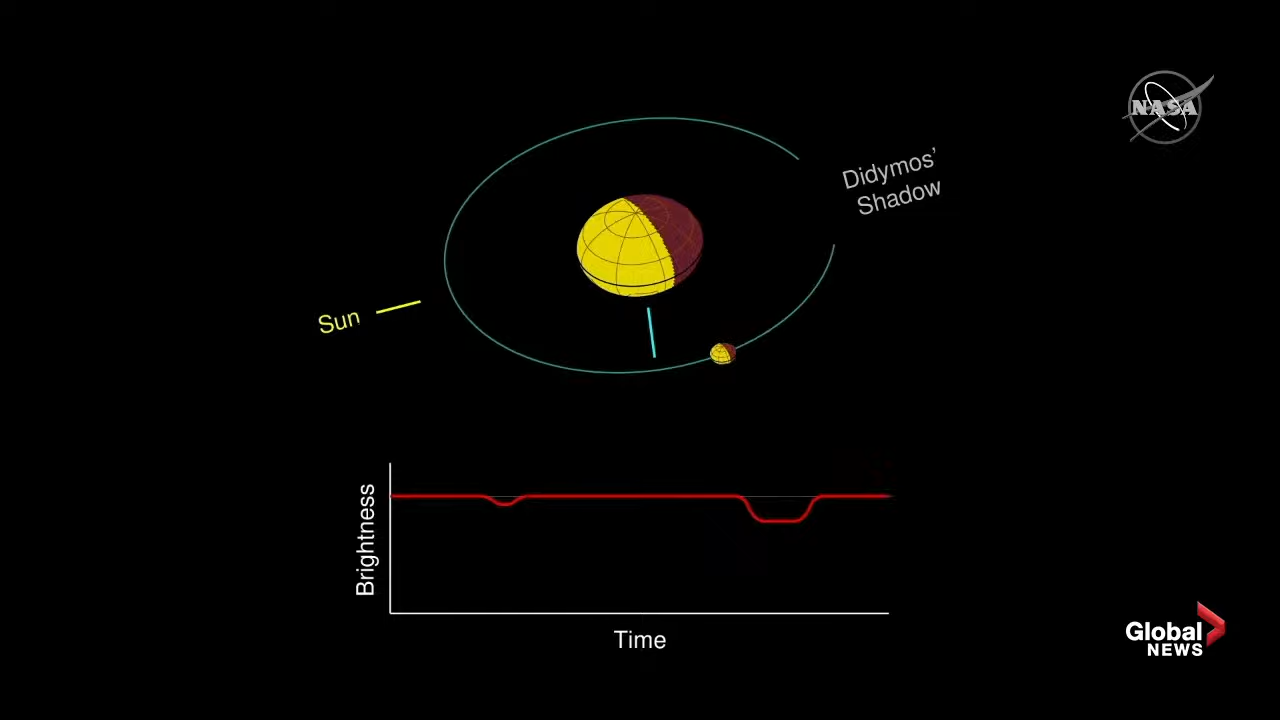 NASA
Didymos'
Shadow
Sun
Brightness
Time
Global
NEWS